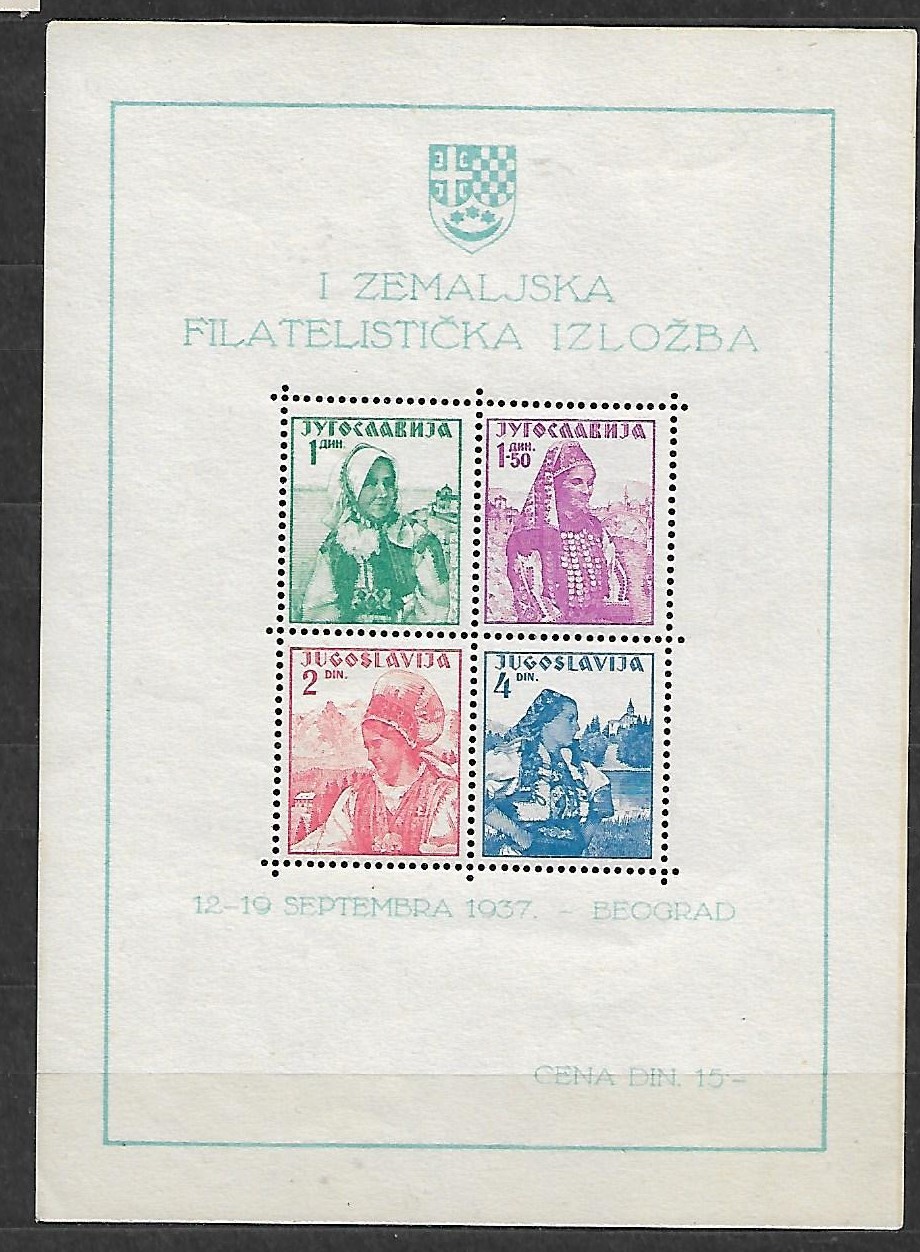 I ZEMALJSKA
FILATELISTIČKA IZLOŽBA
ЈУГОСЛАВИЈА
1 ДИН.
ЈУГОСЛАВИЈА
1·50 ДИН.
JUGOSLAVIJA
2 DIN.
JUGOSLAVIJA
4 DIN.
12-19 SEPTEMBRA 1937. - BEOGRAD
CENA DIN. 15·-